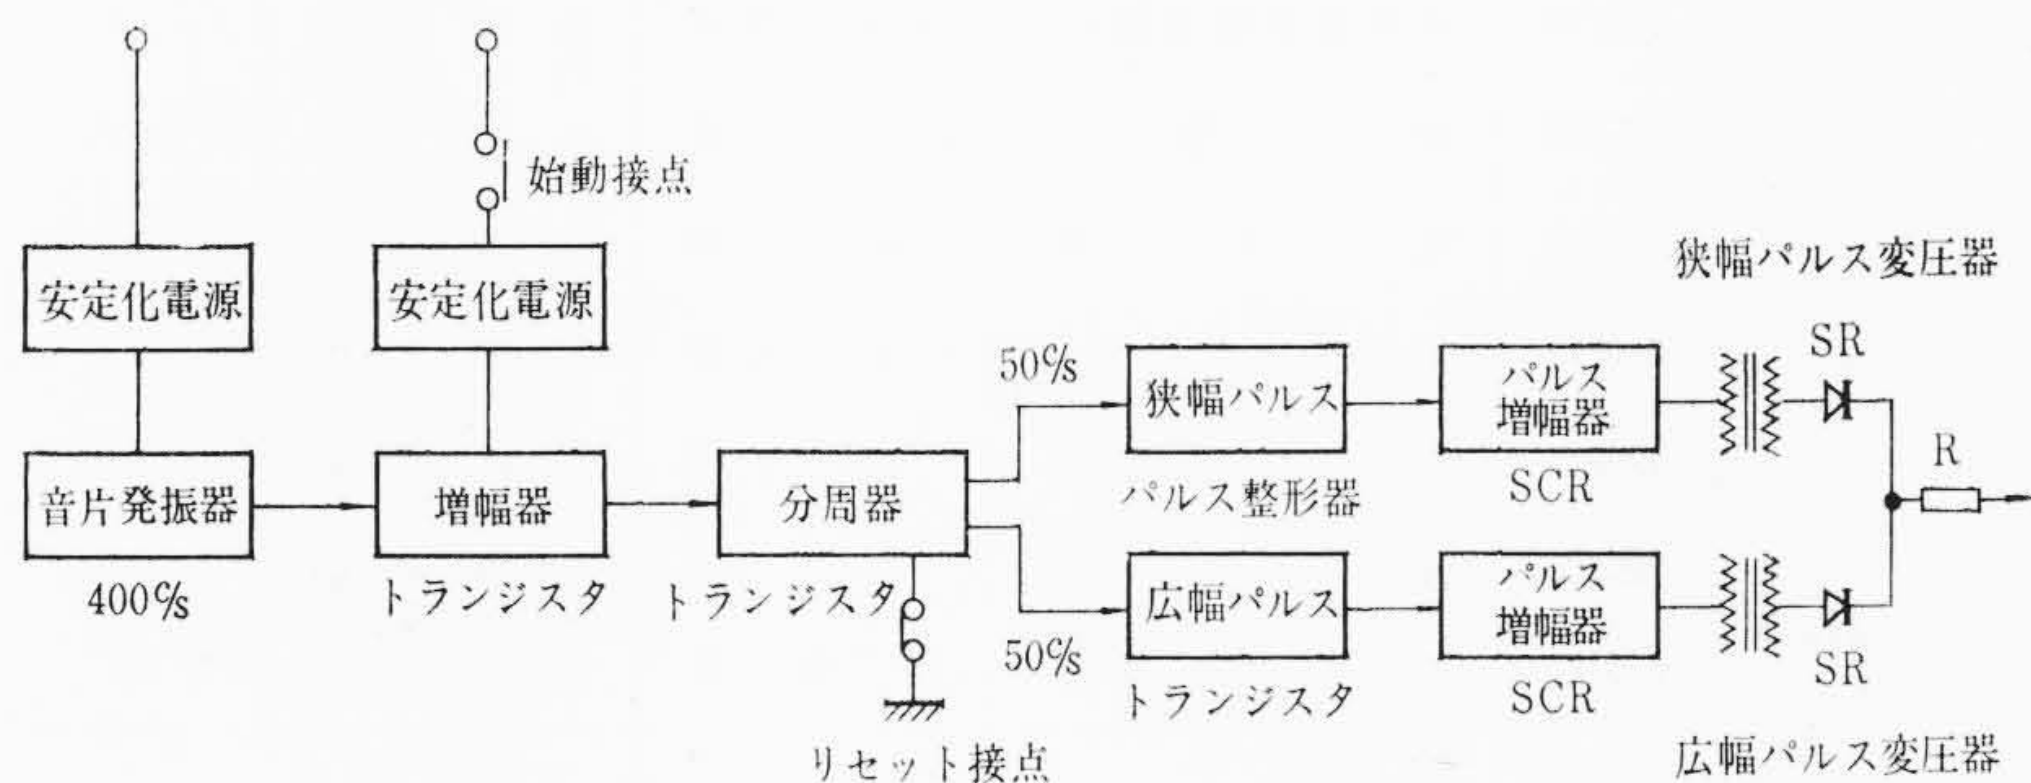 始動接点
安定化電源
安定化電源
狭幅パルス変圧器
SR
50%
狭幅パルス
パルス
増幅器
R
音片発振器
増幅器
分周器
パルス整形器
SCR
400%
トランジスタ
トランジスタ
50%
広幅パルス
パルス
増幅器
SR
トランジスタ
SCR
リセット接点
広幅パルス変圧器